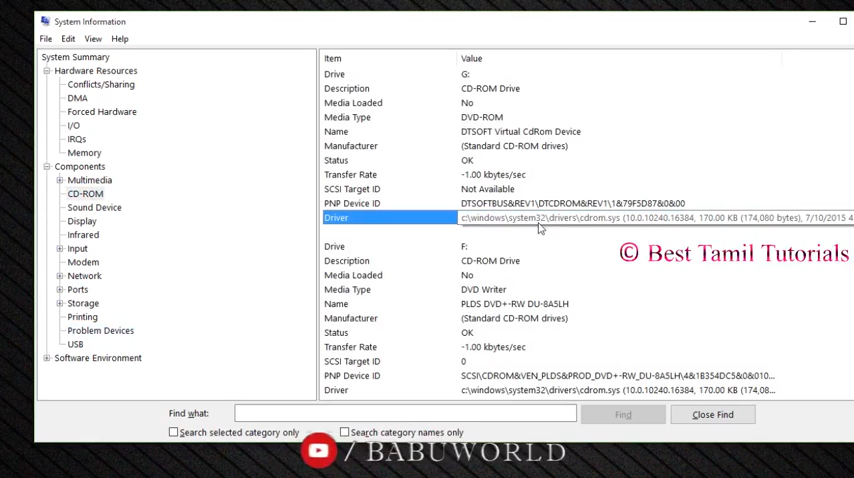 System Information
File Edit View Help
System Summary
Hardware Resources
Conflicts/Sharing
DMA
Forced Hardware
I/O
IRQs
Memory
Components
Multimedia
CD-ROM
Sound Device
Display
Infrared
Input
Modem
Network
Ports
Storage
Printing
Problem Devices
USB
Software Environment
Item Value
Drive G:
Description CD-ROM Drive
Media Loaded No
Media Type DVD-ROM
Name DTSOFT Virtual CdRom Device
Manufacturer (Standard CD-ROM drives)
Status OK
Transfer Rate -1.00 kbytes/sec
SCSI Target ID Not Available
PNP Device ID DTSOFTBUS&REV1\DTCDROM&REV1\1&79F5D87&0&00
Driver c:\windows\system32\drivers\cdrom.sys (10.0.10240.16384, 170.00 KB (174,080 bytes), 7/10/2015 4
Drive F:
Description CD-ROM Drive
Media Loaded No
Media Type DVD Writer
Name PLDS DVD+-RW DU-8A5LH
Manufacturer (Standard CD-ROM drives)
Status OK
Transfer Rate -1.00 kbytes/sec
SCSI Target ID 0
PNP Device ID SCSI\CDROM&VEN_PLDS&PROD_DVD+-RW_DU-8A5LH\4&1B354DC5&0&010...
Driver c:\windows\system32\drivers\cdrom.sys (10.0.10240.16384, 170.00 KB (174,08...
© Best Tamil Tutorials
Find what: Find Close Find
Search selected category only Search category names only
/ BABUWORLD